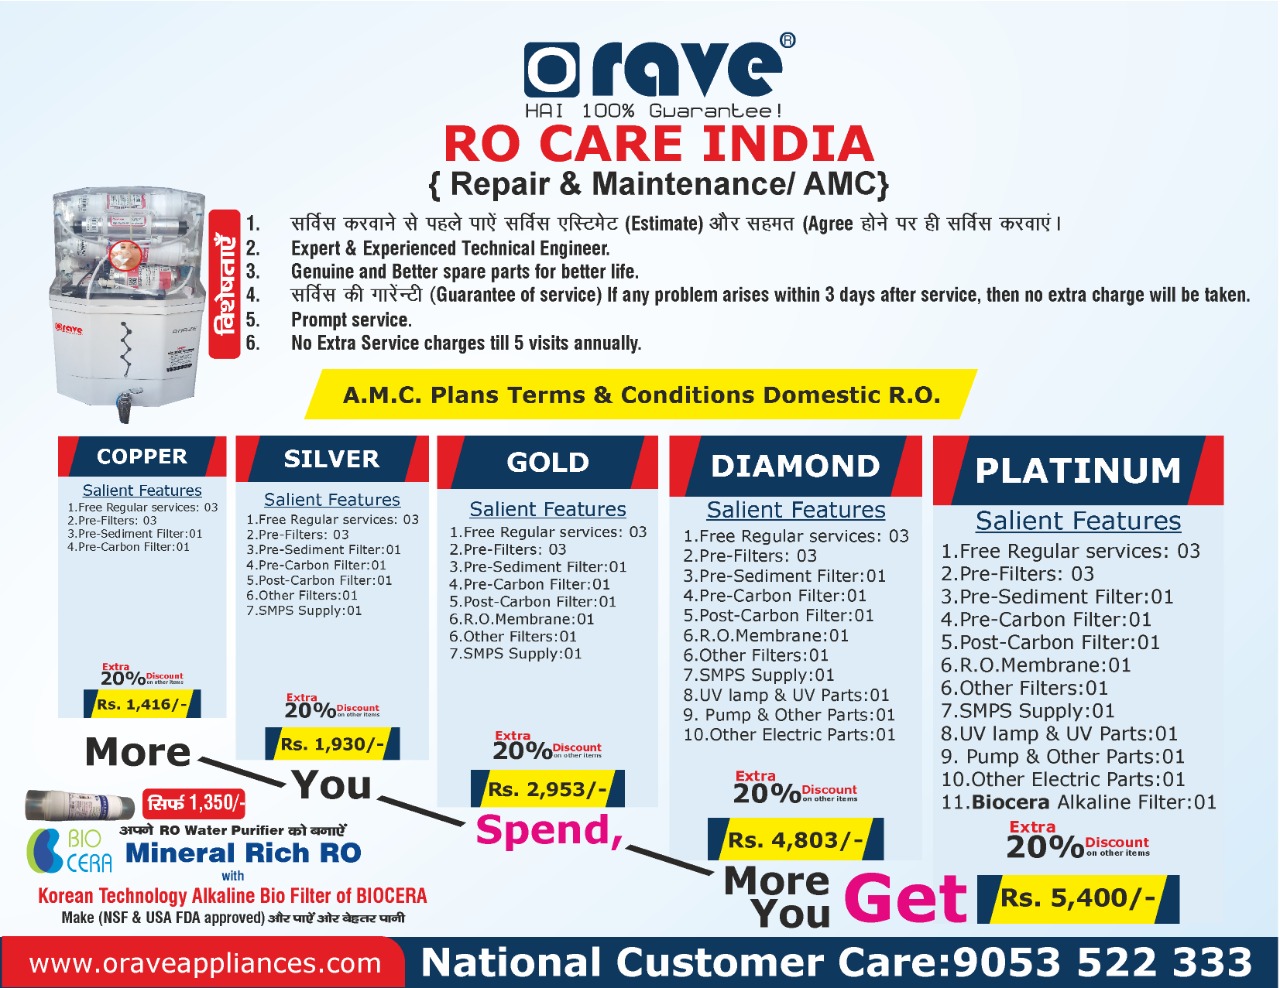 Orave®
HAI 100% Guarantee!
RO CARE INDIA
{ Repair & Maintenance/ AMC}
विशेषताएँ
1. सर्विस करवाने से पहले पाऐं सर्विस एस्टिमेट (Estimate) और सहमत (Agree होने पर ही सर्विस करवाएं।
2. Expert & Experienced Technical Engineer.
3. Genuine and Better spare parts for better life.
4. सर्विस की गारेंन्टी (Guarantee of service) If any problem arises within 3 days after service, then no extra charge will be taken.
5. Prompt service.
6. No Extra Service charges till 5 visits annually.
Orave
A.M.C. Plans Terms & Conditions Domestic R.O.
COPPER
Salient Features
1.Free Regular services: 03
2.Pre-Filters: 03
3.Pre-Sediment Filter:01
4.Pre-Carbon Filter:01
Extra
20% Discount
on other items
Rs. 1,416/-
SILVER
Salient Features
1.Free Regular services: 03
2.Pre-Filters: 03
3.Pre-Sediment Filter:01
4.Pre-Carbon Filter:01
5.Post-Carbon Filter:01
6.Other Filters:01
7.SMPS Supply:01
Extra
20% Discount
on other items
Rs. 1,930/-
GOLD
Salient Features
1.Free Regular services: 03
2.Pre-Filters: 03
3.Pre-Sediment Filter:01
4.Pre-Carbon Filter:01
5.Post-Carbon Filter:01
6.R.O.Membrane:01
6.Other Filters:01
7.SMPS Supply:01
Extra
20% Discount
on other items
Rs. 2,953/-
DIAMOND
Salient Features
1.Free Regular services: 03
2.Pre-Filters: 03
3.Pre-Sediment Filter:01
4.Pre-Carbon Filter:01
5.Post-Carbon Filter:01
6.R.O.Membrane:01
6.Other Filters:01
7.SMPS Supply:01
8.UV lamp & UV Parts:01
9. Pump & Other Parts:01
10.Other Electric Parts:01
Extra
20% Discount
on other items
Rs. 4,803/-
PLATINUM
Salient Features
1.Free Regular services: 03
2.Pre-Filters: 03
3.Pre-Sediment Filter:01
4.Pre-Carbon Filter:01
5.Post-Carbon Filter:01
6.R.O.Membrane:01
6.Other Filters:01
7.SMPS Supply:01
8.UV lamp & UV Parts:01
9. Pump & Other Parts:01
10.Other Electric Parts:01
11.Biocera Alkaline Filter:01
Extra
20% Discount
on other items
Rs. 5,400/-
More
You
Spend,
More
You
Get
सिर्फ 1,350/-
BIO
CERA
अपने RO Water Purifier को बनाऐं
Mineral Rich RO
with
Korean Technology Alkaline Bio Filter of BIOCERA
Make (NSF & USA FDA approved) और पाऐं ओर बेहतर पानी
www.oraveappliances.com
National Customer Care:9053 522 333